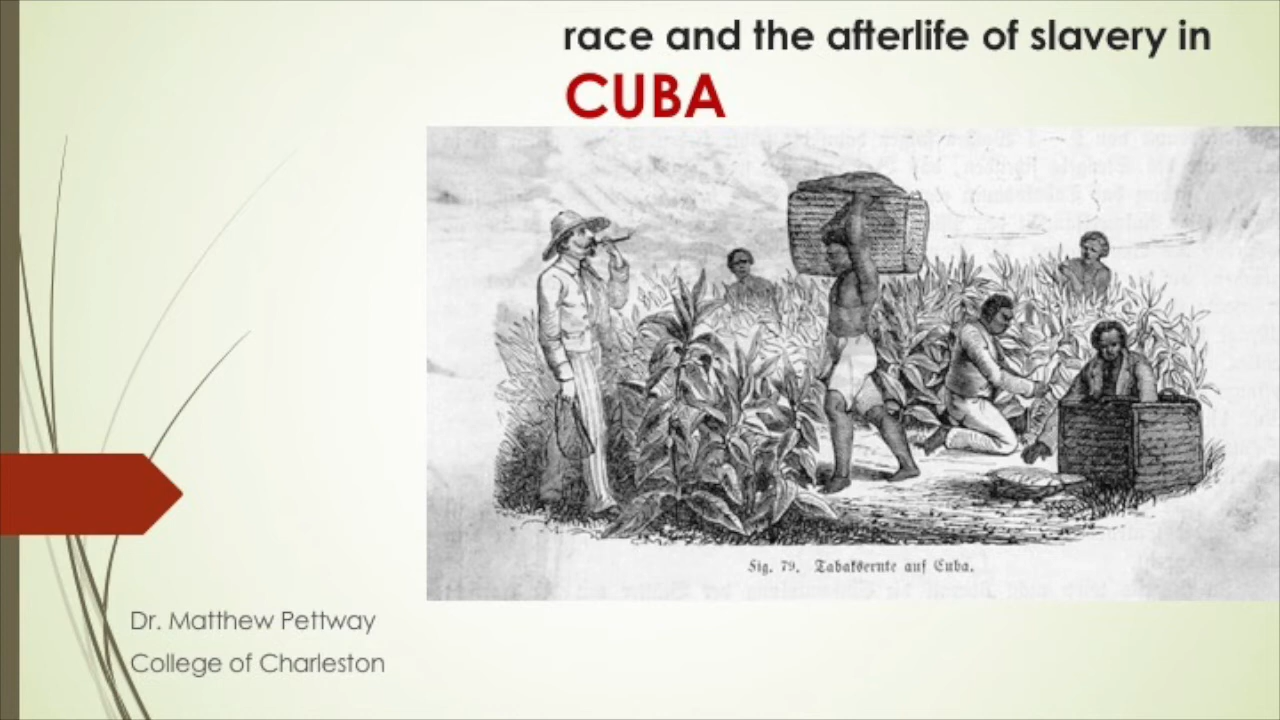 race and the afterlife of slavery in
CUBA
Fig. 79. Tabaksernte auf Cuba.
Dr. Matthew Pettway
College of Charleston